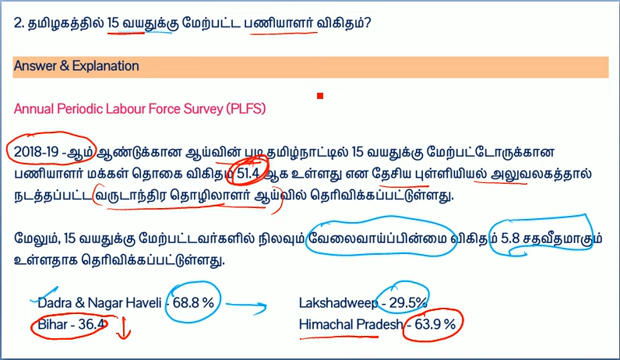 2. தமிழகத்தில் 15 வயதுக்கு மேற்பட்ட பணியாளர் விகிதம்?
Answer & Explanation
Annual Periodic Labour Force Survey (PLFS)
2018-19 -ஆம் ஆண்டுக்கான ஆய்வின் படி தமிழ்நாட்டில் 15 வயதுக்கு மேற்பட்டோருக்கான
பணியாளர் மக்கள் தொகை விகிதம் 51.4 ஆக உள்ளது என தேசிய புள்ளியியல் அலுவலகத்தால்
நடத்தப்பட்ட வருடாந்திர தொழிலாளர் ஆய்வில் தெரிவிக்கப்பட்டுள்ளது.
மேலும், 15 வயதுக்கு மேற்பட்டவர்களில் நிலவும் வேலைவாய்ப்பின்மை விகிதம் 5.8 சதவீதமாகும்
உள்ளதாக தெரிவிக்கப்பட்டுள்ளது.
Dadra & Nagar Haveli - 68.8 % Lakshadweep - 29.5%
Bihar - 36.4 Himachal Pradesh - 63.9 %